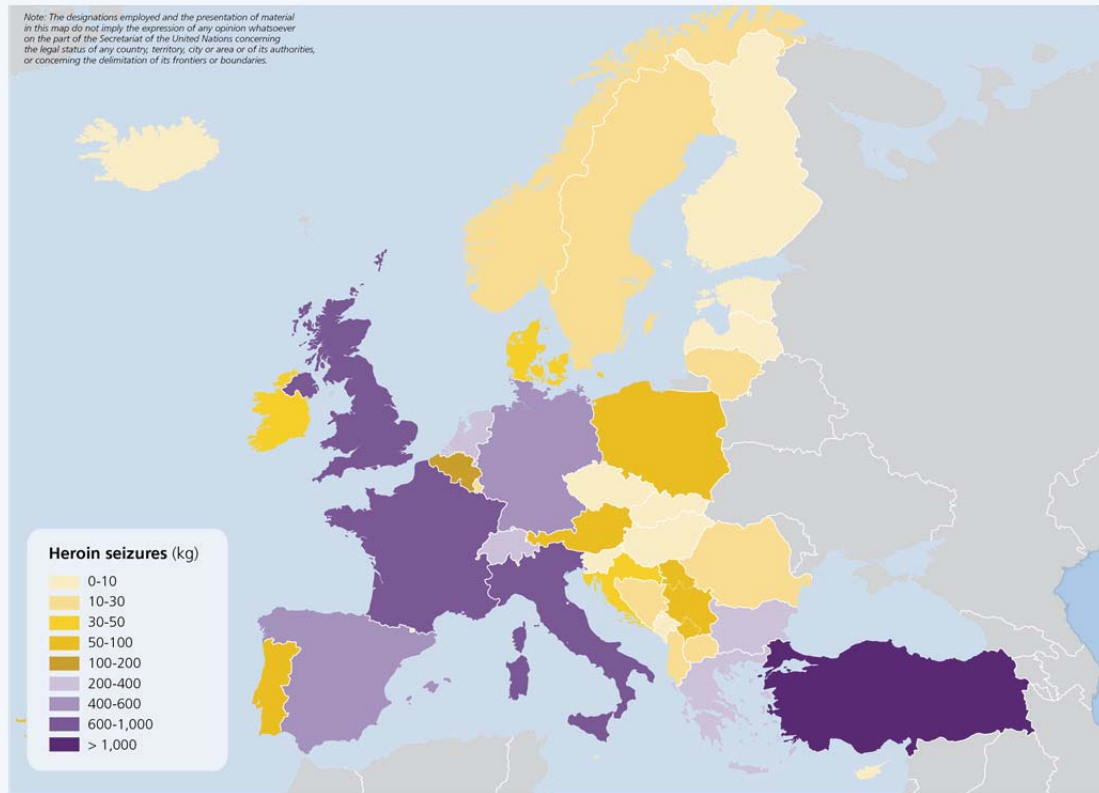 Note: The designations employed and the presentation of material
in this map do not imply the expression of any opinion whatsoever
on the part of the Secretariat of the United Nations concerning
the legal status of any country, territory, city or area or of its authorities,
or concerning the delimitation of its frontiers or boundaries.
Heroin seizures (kg)
0-10
10-30
30-50
50-100
100-200
200-400
400-600
600-1,000
> 1,000